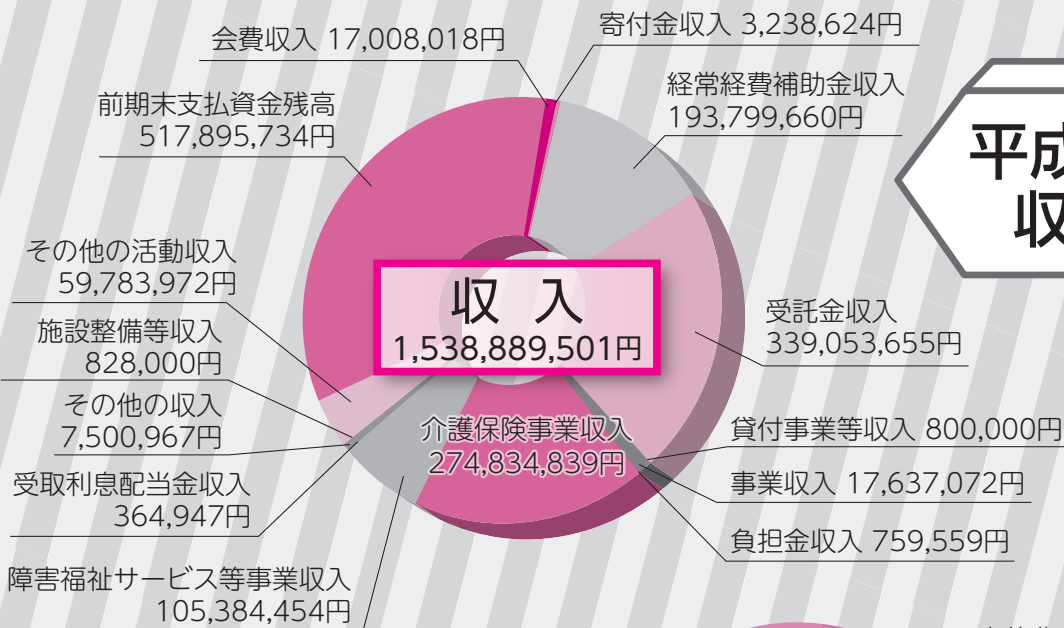 会費収入 17,008,018円
寄付金収入 3,238,624円
前期末支払資金残高
517,895,734円
経常経費補助金収入
193,799,660円
平成
収
その他の活動収入
59,783,972円
収 入
1,538,889,501円
受託金収入
339,053,655円
施設整備等収入
828,000円
その他の収入
7,500,967円
介護保険事業収入
274,834,839円
貸付事業等収入 800,000円
受取利息配当金収入
364,947円
事業収入 17,637,072円
負担金収入 759,559円
障害福祉サービス等事業収入
105,384,454円